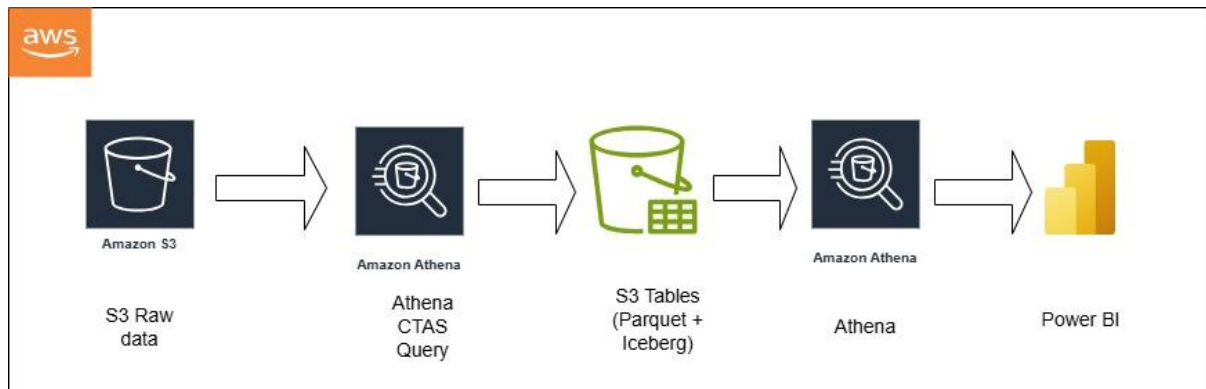 aws
Amazon S3
S3 Raw
data
Amazon Athena
Athena
CTAS
Query
S3 Tables
(Parquet +
Iceberg)
Amazon Athena
Athena
Power BI